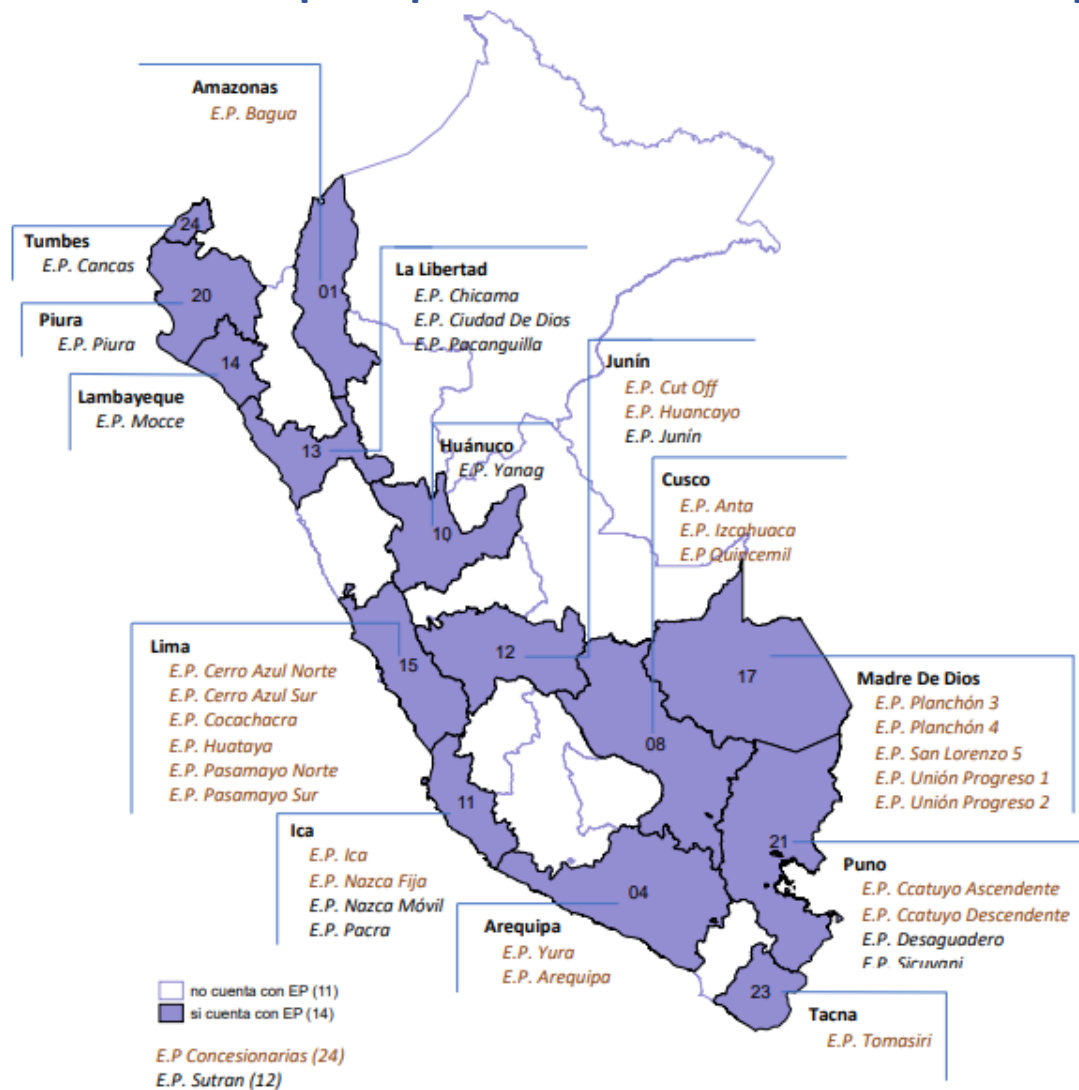 Amazonas
E.P. Bagua
24
Tumbes
E.P. Cancas
La Libertad
E.P. Chicama
E.P. Ciudad De Dios
E.P. Pacanguilla
01
20
Piura
E.P. Piura
14
Junín
E.P. Cut Off
E.P. Huancayo
E.P. Junín
Lambayeque
E.P. Mocce
13
Huánuco
E.P. Yanag
Cusco
E.P. Anta
E.P. Izcahuaca
E.P Quincemil
10
Lima
E.P. Cerro Azul Norte
E.P. Cerro Azul Sur
E.P. Cocachacra
E.P. Huataya
E.P. Pasamayo Norte
E.P. Pasamayo Sur
15
12
17
Madre De Dios
E.P. Planchón 3
E.P. Planchón 4
E.P. San Lorenzo 5
E.P. Unión Progreso 1
E.P. Unión Progreso 2
08
11
Ica
E.P. Ica
E.P. Nazca Fija
E.P. Nazca Móvil
E.P. Pacra
21
Puno
E.P. Ccatuyo Ascendente
E.P. Ccatuyo Descendente
E.P. Desaguadero
E.P. Sicuyani
04
Arequipa
E.P. Yura
E.P. Arequipa
23
Tacna
E.P. Tomasiri
no cuenta con EP (11)
si cuenta con EP (14)
E.P Concesionarias (24)
E.P. Sutran (12)